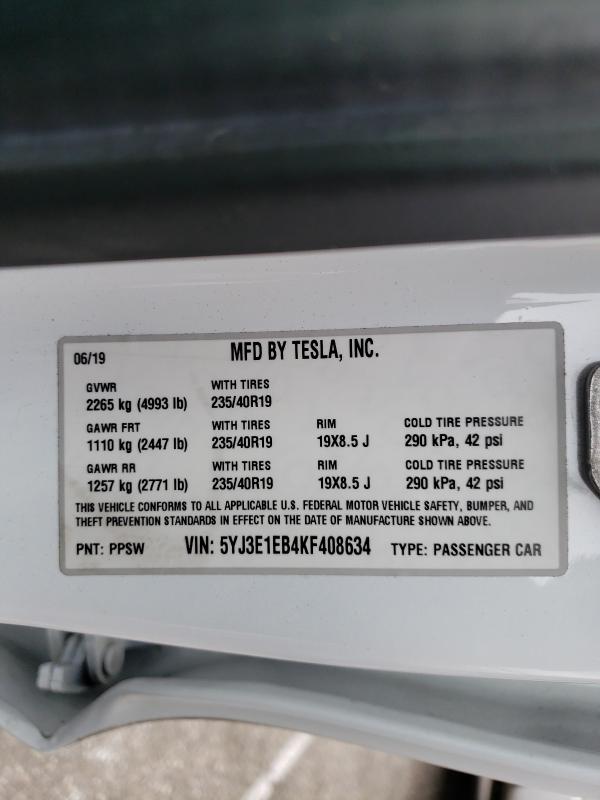 06/19 MFD BY TESLA, INC.
GVWR WITH TIRES
2265 kg (4993 lb) 235/40R19
GAWR FRT WITH TIRES RIM COLD TIRE PRESSURE
1110 kg (2447 lb) 235/40R19 19X8.5 J 290 kPa, 42 psi
GAWR RR WITH TIRES RIM COLD TIRE PRESSURE
1257 kg (2771 lb) 235/40R19 19X8.5 J 290 kPa, 42 psi
THIS VEHICLE CONFORMS TO ALL APPLICABLE U.S. FEDERAL MOTOR VEHICLE SAFETY, BUMPER, AND
THEFT PREVENTION STANDARDS IN EFFECT ON THE DATE OF MANUFACTURE SHOWN ABOVE.
PNT: PPSW VIN: 5YJ3E1EB4KF408634 TYPE: PASSENGER CAR